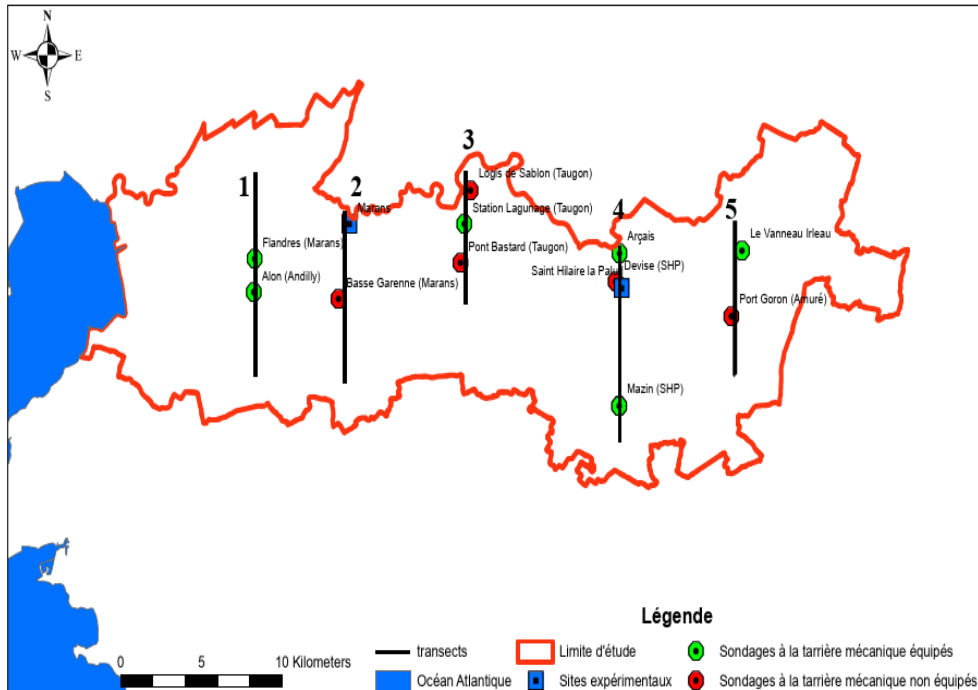 N
W E
S
3
Logis de Sablon (Taugon)
1
2
Marans
Station Lagunage (Taugon)
4
5
Flandres (Marans)
Pont Bastard (Taugon)
Arçais
Le Vanneau Irleau
Alon (Andilly)
Basse Garenne (Marans)
Saint Hilaire la Palud
Devise (SHP)
Port Goron (Amuré)
Mazin (SHP)
Légende
0 5 10 Kilometers
transects
Limite d'étude
Sondages à la tarrière mécanique équipés
Océan Atlantique
Sites expérimentaux
Sondages à la tarrière mécanique non équipés